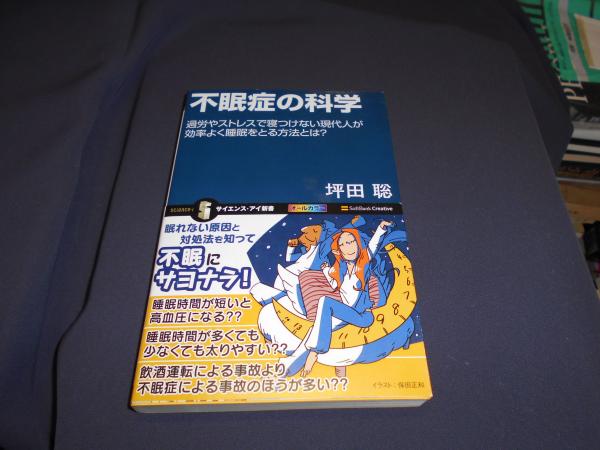 不眠症の科学
過労やストレスで寝つけない現代人が
効率よく睡眠をとる方法とは?
坪田 聡
サイエンス・アイ新書
オールカラー
SoftBank Creative
眠れない原因と
対処法を知って
不眠に
サヨナラ!
睡眠時間が短いと
高血圧になる??
睡眠時間が多くても
少なくても太りやすい??
飲酒運転による事故より
不眠症による事故のほうが多い??
イラスト:保田正和